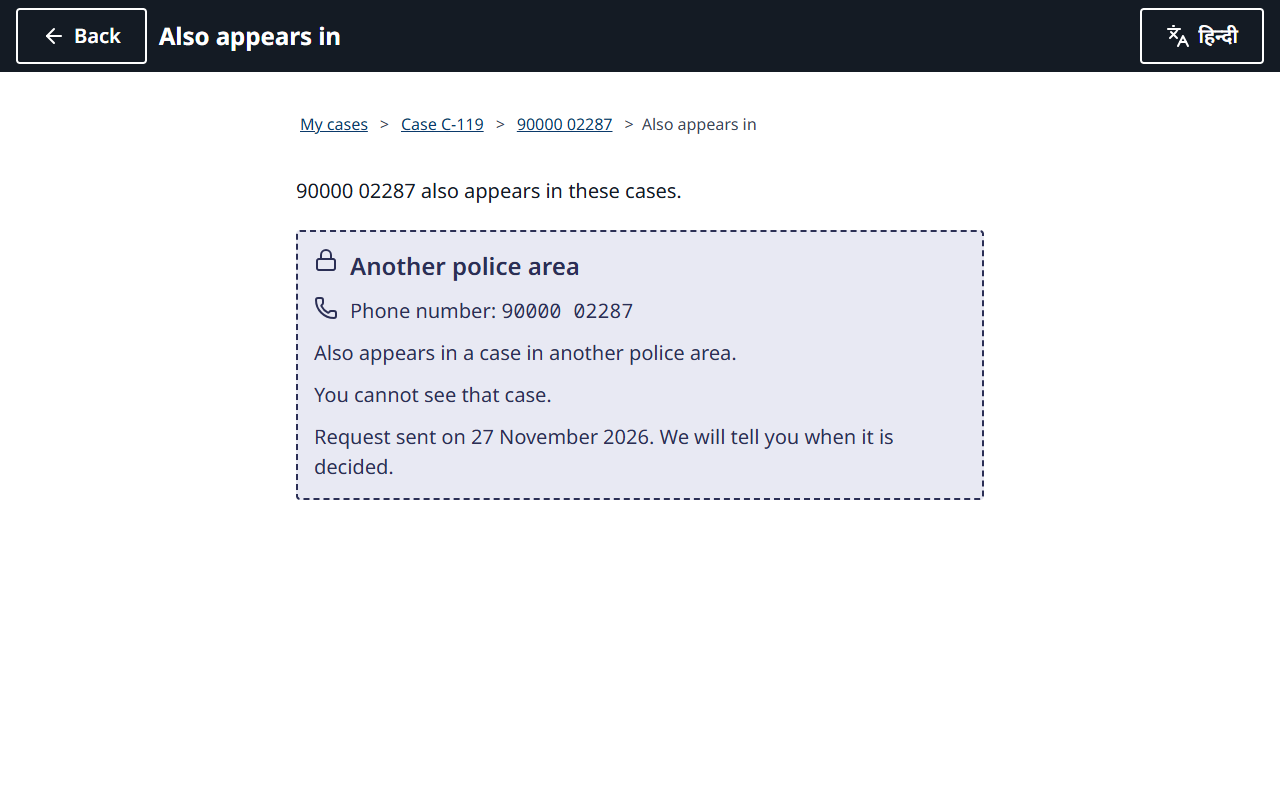 Back
Also appears in
हिन्दी
My cases > Case C-119 > 90000 02287 > Also appears in
90000 02287 also appears in these cases.
Another police area
Phone number: 90000 02287
Also appears in a case in another police area.
You cannot see that case.
Request sent on 27 November 2026. We will tell you when it is
decided.